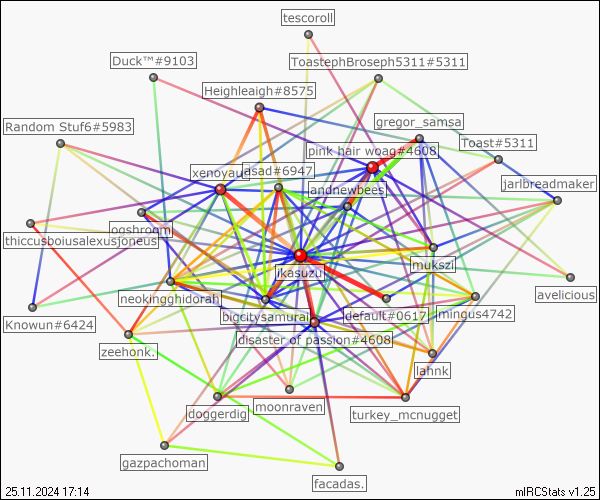 tescoroll
Duck™#9103
ToastephBroseph5311#5311
Heighleaigh#8575
Random Stuf6#5983
gregor_samsa
Toast#5311
pink hair woag#4608
xenoyaui
asad#6947
jarlbreadmaker
andnewbees
ogshroom
thiccusboiusalexusjoneus
mukszi
ikasuzu
avelicious
neokingghidorah
Knowun#6424
bigcitysamurai
default#0617
mingus4742
disaster of passion#4608
zeehonk.
lahnk
doggerdig
moonraven
turkey_mcnugget
gazpachoman
facadas.
25.11.2024 17:14
mIRCStats v1.25